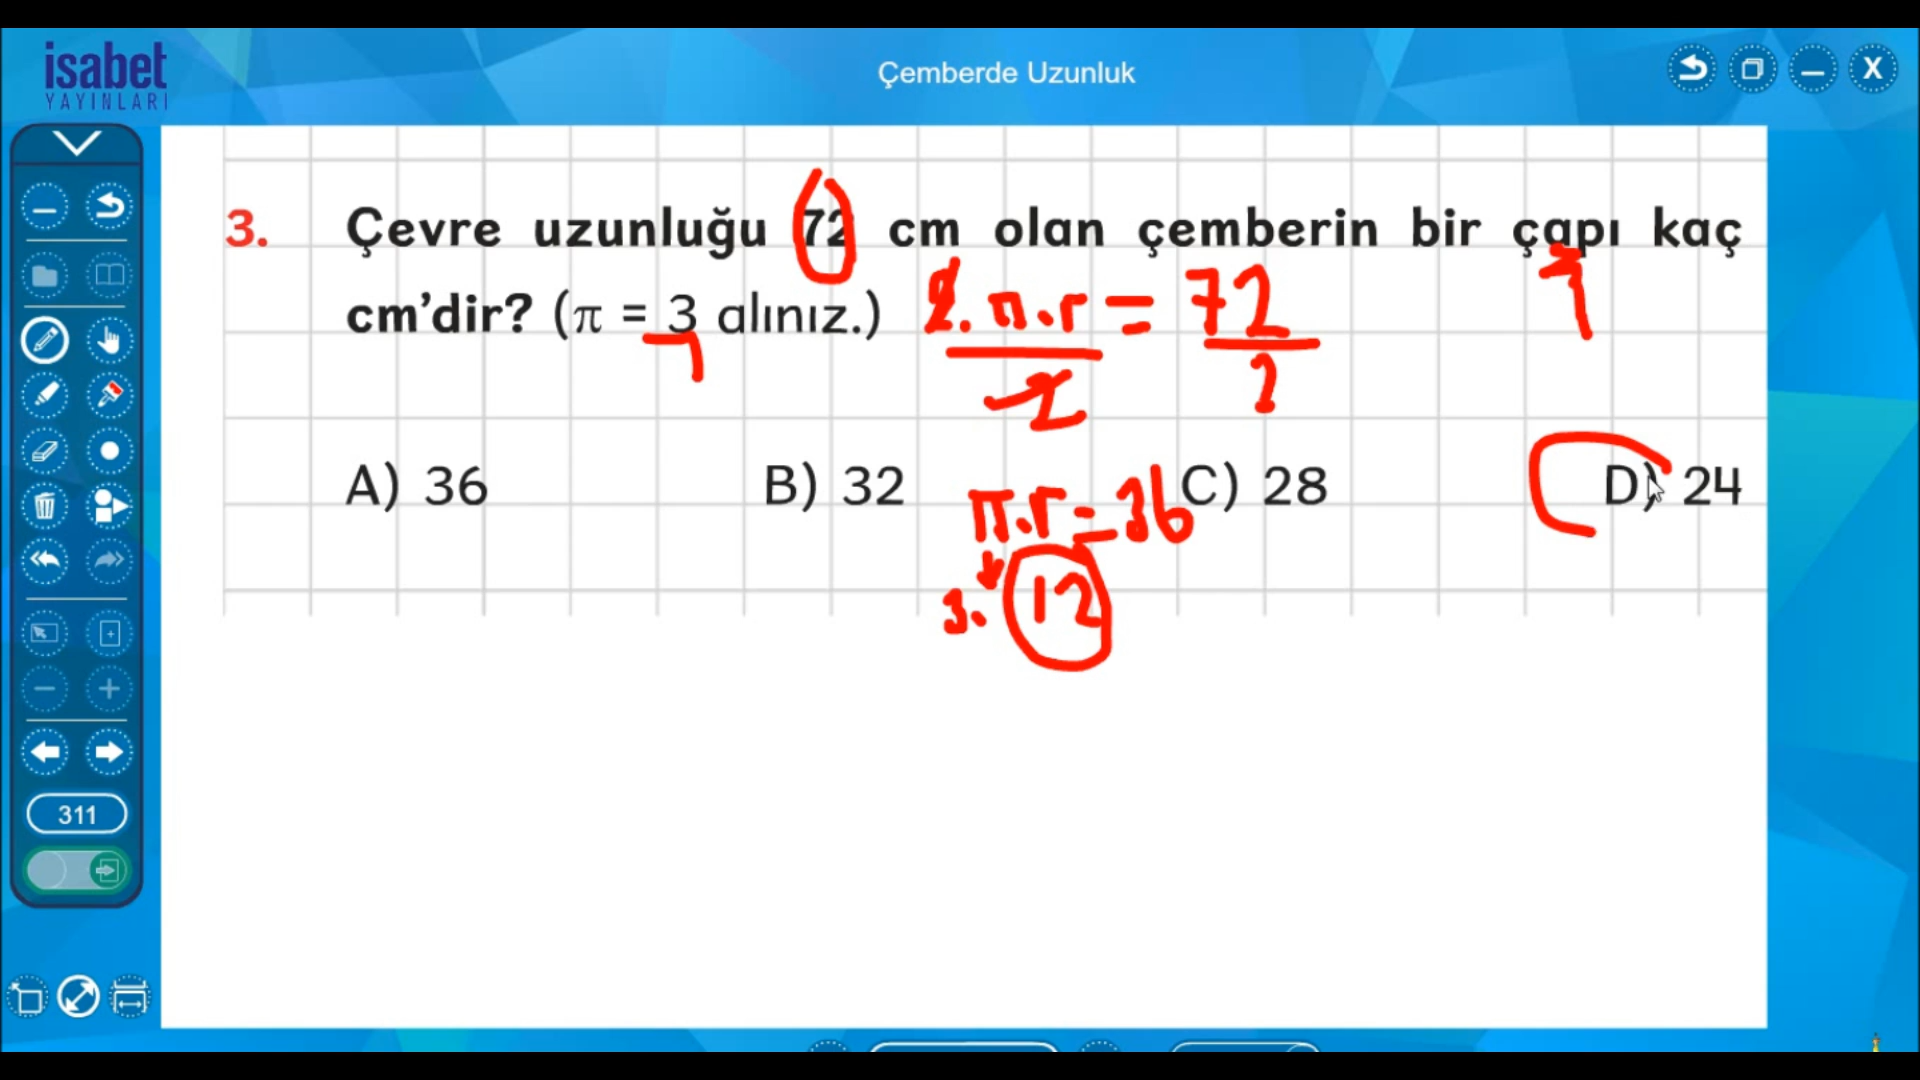 isabet
YAYINLARI
Çemberde Uzunluk
X
3. Çevre uzunluğu 72 cm olan çemberin bir çapı kaç
cm'dir? (π = 3 alınız.)
2.π.r = 72
2 2
A) 36 B) 32 C) 28 D) 24
π.r = 36
3. 12
311